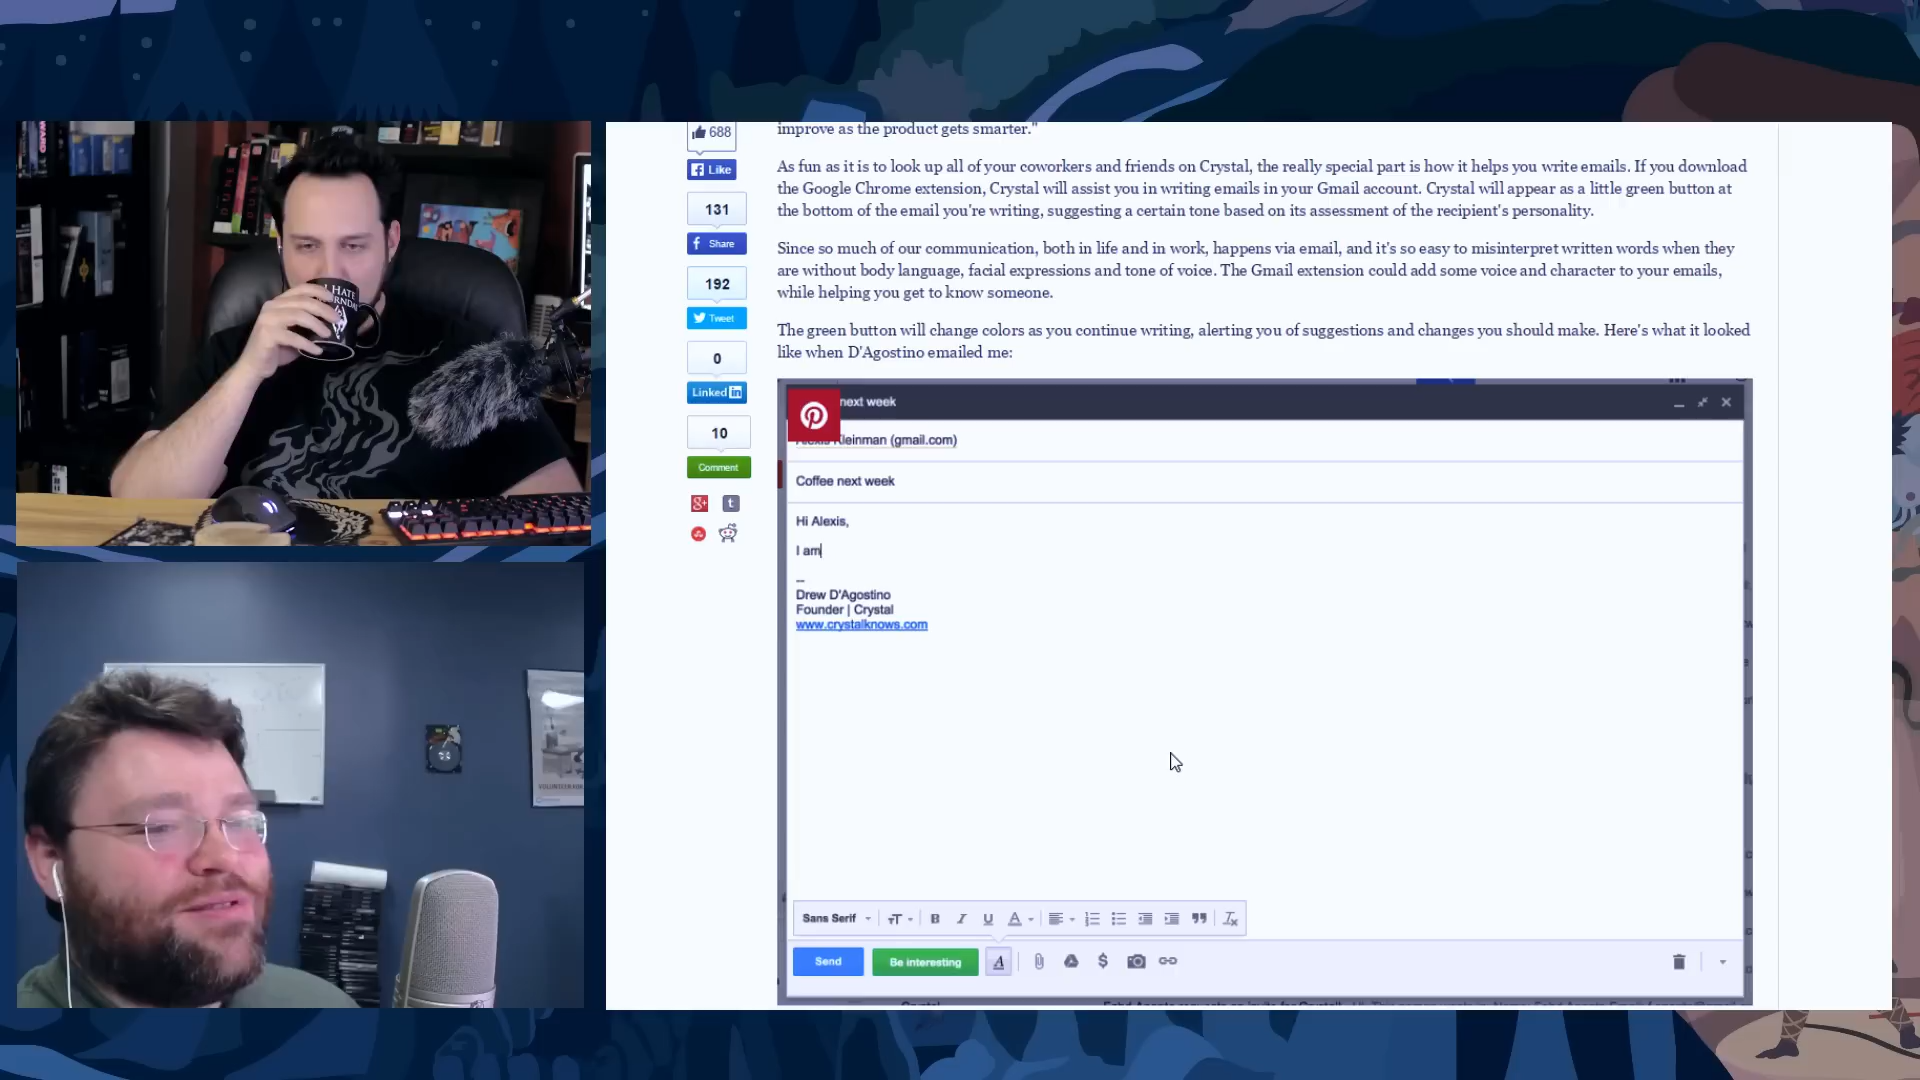 DUNE
I HATE
688
Like
131
Share
192
Tweet
0
Linked in
10
Comment
g+
t
improve as the product gets smarter."
As fun as it is to look up all of your coworkers and friends on Crystal, the really special part is how it helps you write emails. If you download
the Google Chrome extension, Crystal will assist you in writing emails in your Gmail account. Crystal will appear as a little green button at
the bottom of the email you're writing, suggesting a certain tone based on its assessment of the recipient's personality.
Since so much of our communication, both in life and in work, happens via email, and it's so easy to misinterpret written words when they
are without body language, facial expressions and tone of voice. The Gmail extension could add some voice and character to your emails,
while helping you get to know someone.
The green button will change colors as you continue writing, alerting you of suggestions and changes you should make. Here's what it looked
like when D'Agostino emailed me:
next week
Kleinman (gmail.com)
Coffee next week
Hi Alexis,
I am
--
Drew D'Agostino
Founder | Crystal
www.crystalknows.com
Sans Serif
Send
Be interesting